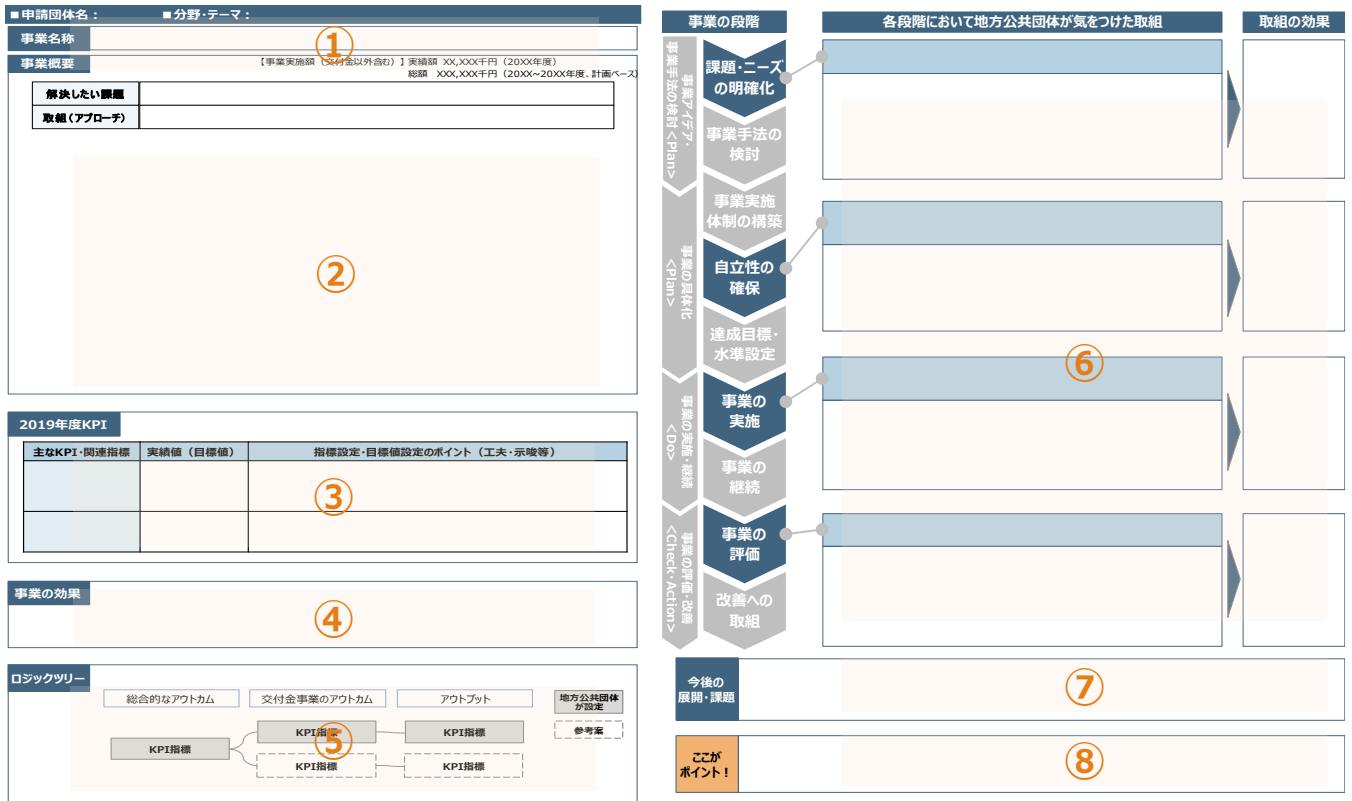 ■申請団体名： ■分野・テーマ：
事業名称
①
事業概要
【事業実施額（交付金以外含む）】実績額 XX,XXX千円（20XX年度）
総額 XXX,XXX千円（20XX~20XX年度、計画ベース）
解決したい課題
取組（アプローチ）
②
2019年度KPI
主なKPI・関連指標 実績値（目標値） 指標設定・目標値設定のポイント（工夫・示唆等）
③
事業の効果
④
ロジックツリー
総合的なアウトカム 交付金事業のアウトカム アウトプット
地方公共団体
が設定
参考案
KPI指標
KPI指標
KPI指標
⑤
KPI指標
KPI指標
事業の段階 各段階において地方公共団体が気をつけた取組 取組の効果
事業アイデア・
事業手法の検討<Plan>
課題・ニーズ
の明確化
事業手法の
検討
事業の具体化
<Plan>
事業実施
体制の構築
自立性の
確保
達成目標・
水準設定
⑥
事業の実施・継続
<Do>
事業の
実施
事業の
継続
事業の評価・改善
<Check・Action>
事業の
評価
改善への
取組
今後の
展開・課題
⑦
ここが
ポイント！
⑧